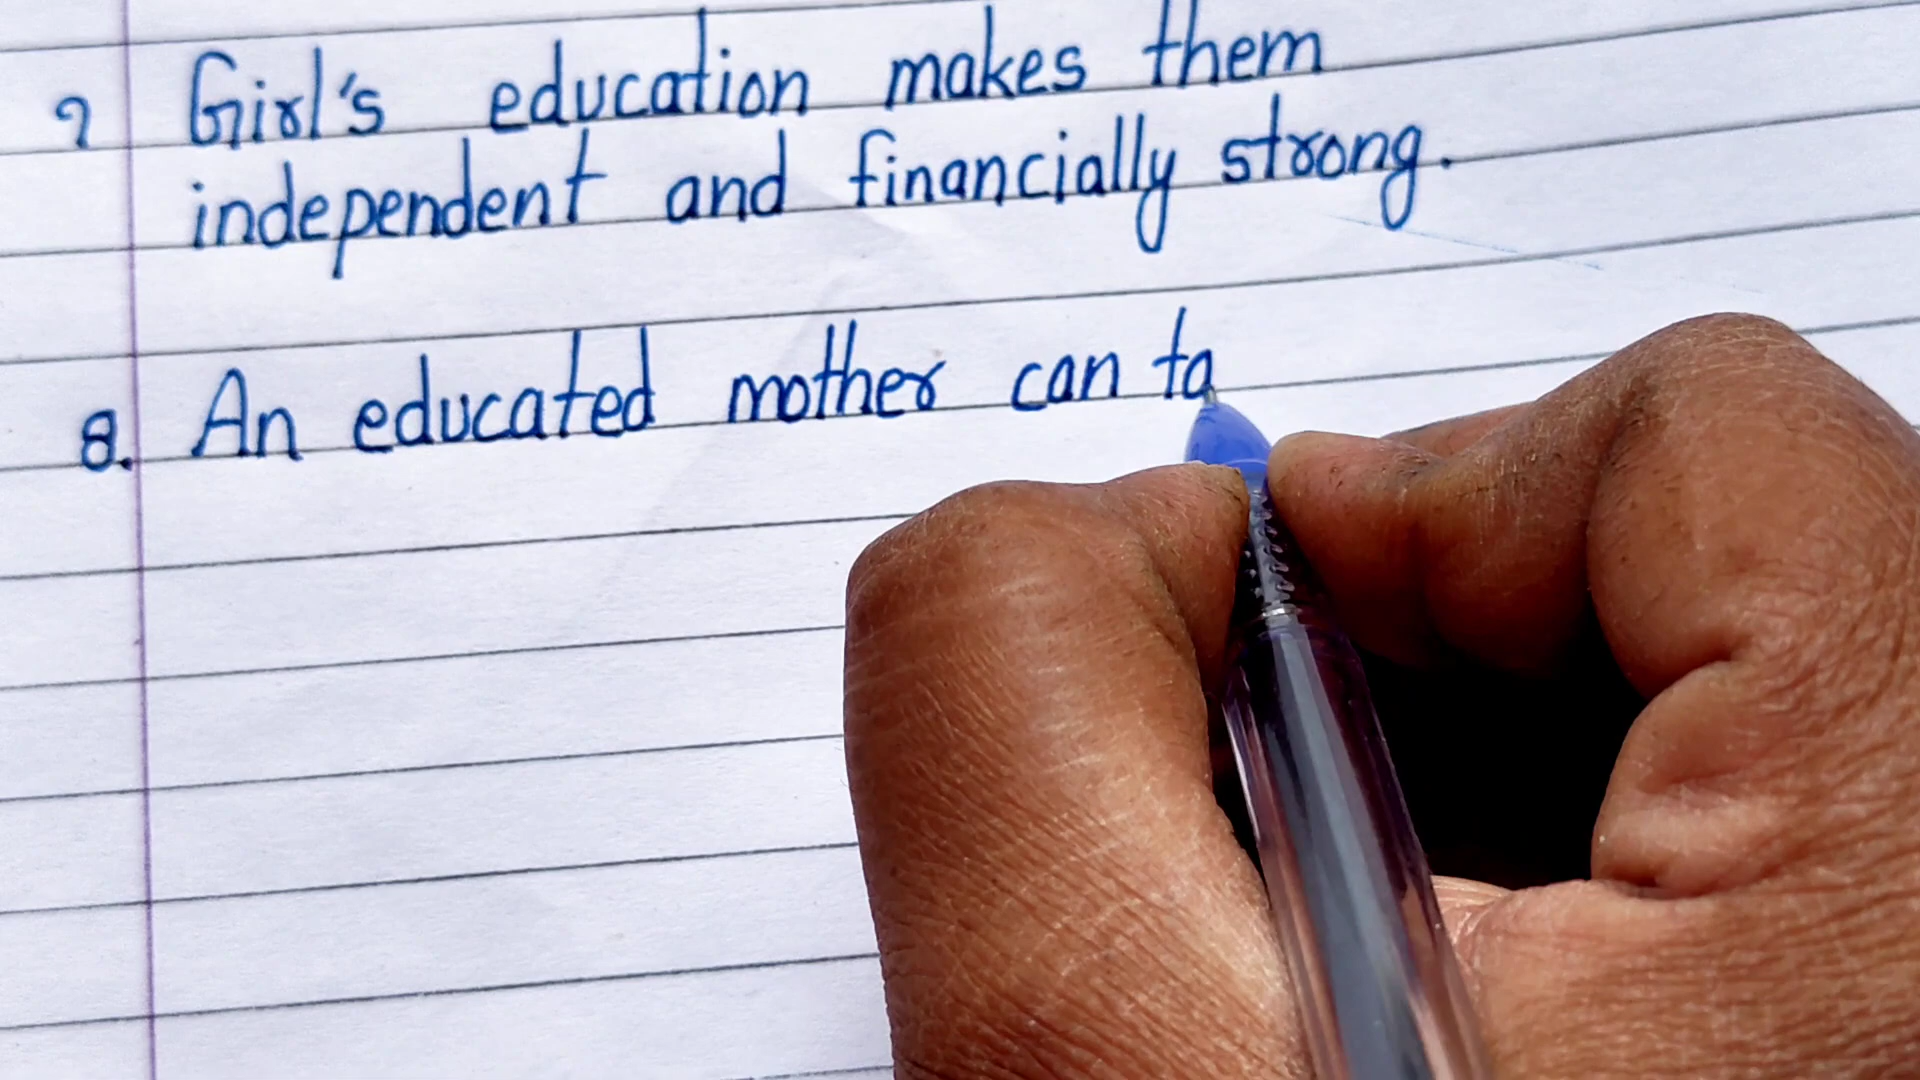 7 Girl's education makes them
independent and financially strong.
8. An educated mother can ta